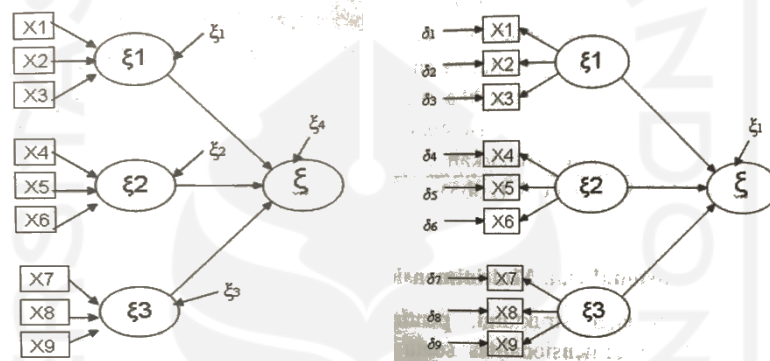 X1
X2
X3
ξ1
ξ1
X4
X5
X6
ξ2
ξ2
X7
X8
X9
ξ3
ξ3
ξ4
ξ
δ1 X1
δ2 X2
δ3 X3
ξ1
δ4 X4
δ5 X5
δ6 X6
ξ2
δ7 X7
δ8 X8
δ9 X9
ξ3
ξ1
ξ